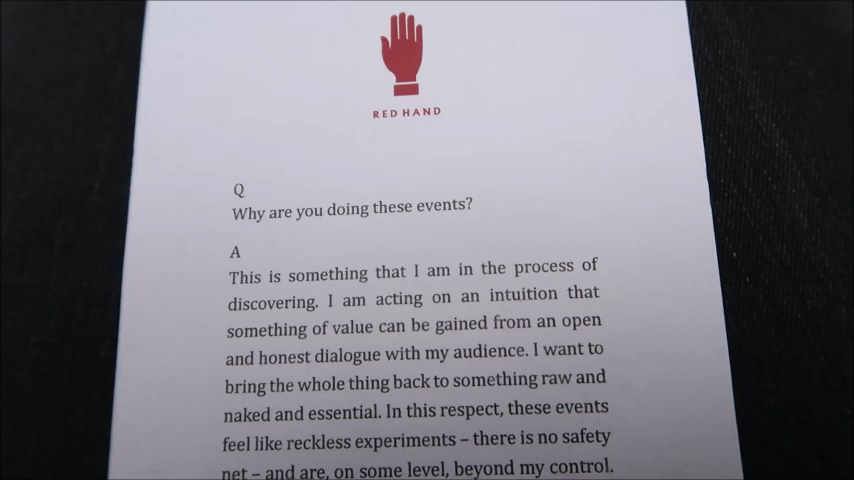 RED HAND
Q
Why are you doing these events?
A
This is something that I am in the process of
discovering. I am acting on an intuition that
something of value can be gained from an open
and honest dialogue with my audience. I want to
bring the whole thing back to something raw and
naked and essential. In this respect, these events
feel like reckless experiments – there is no safety
net – and are, on some level, beyond my control.